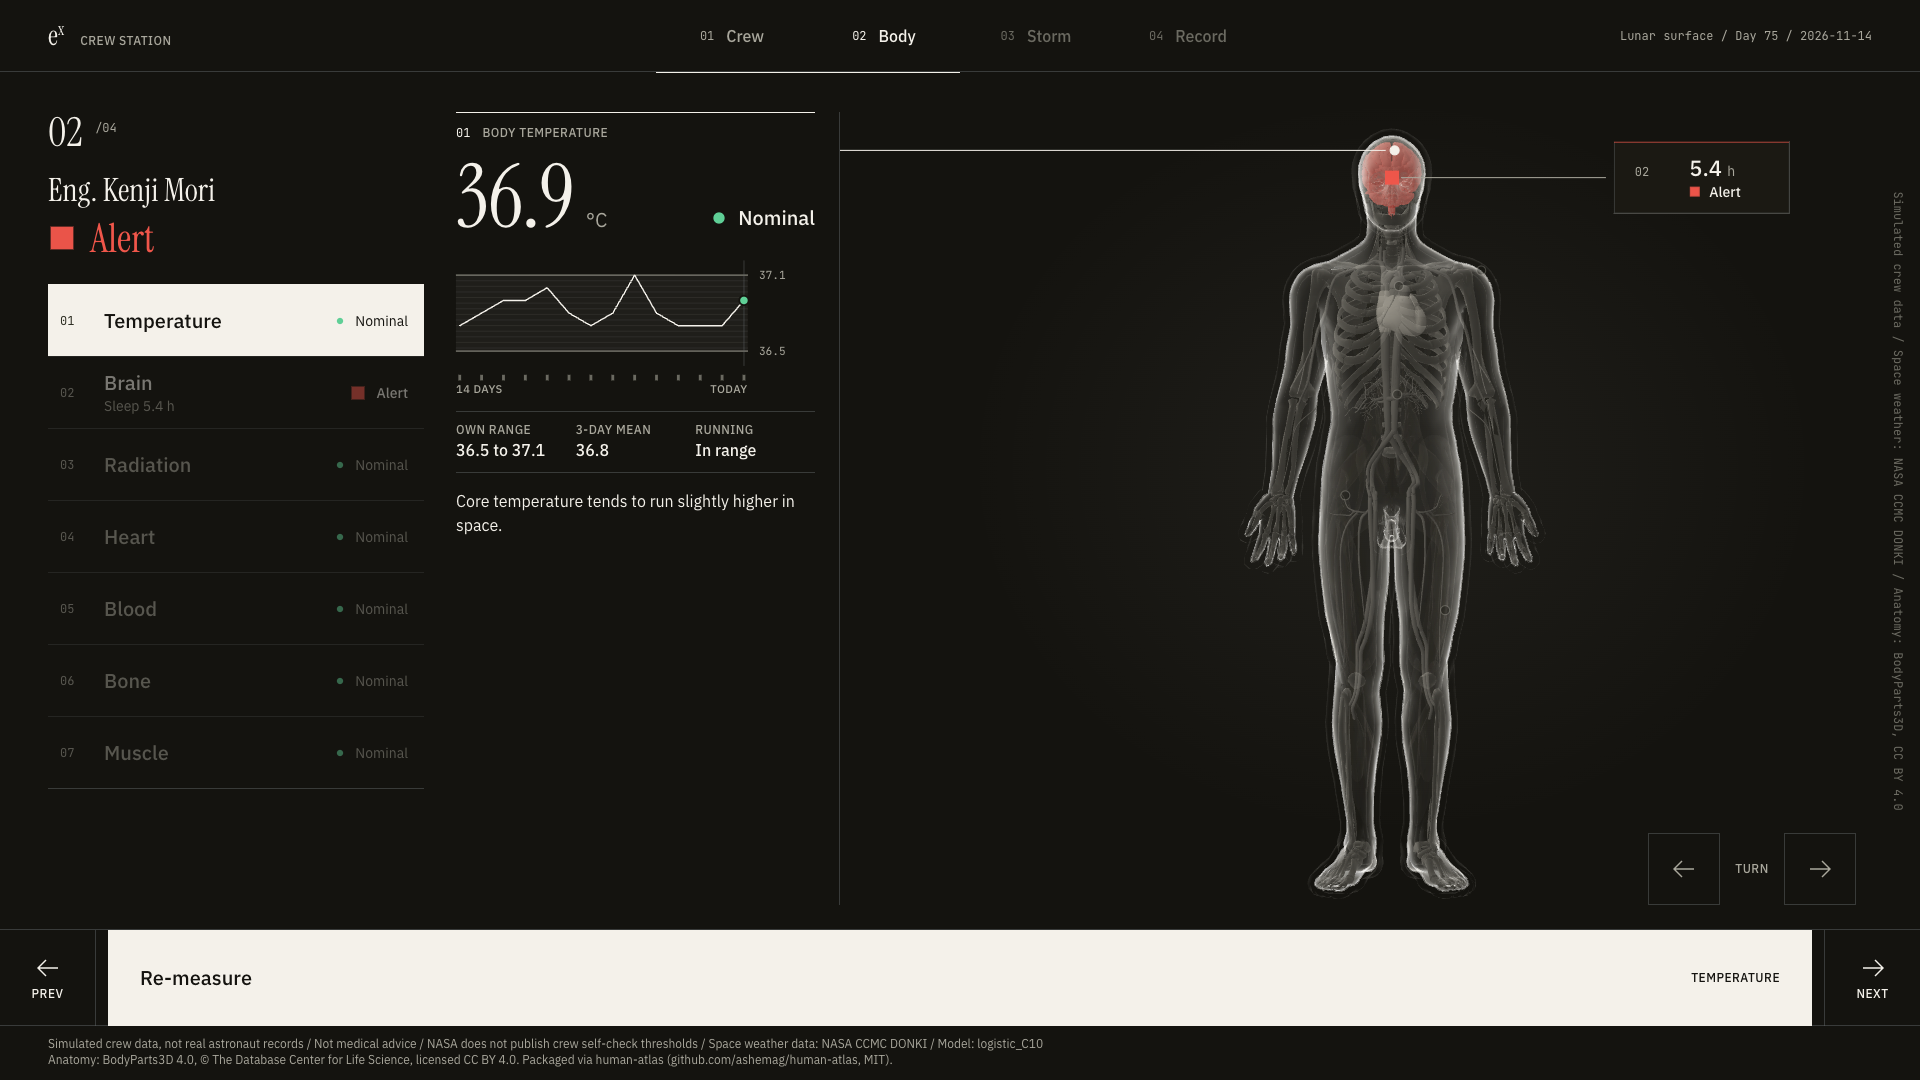 ex CREW STATION
01 Crew
02 Body
03 Storm
04 Record
Lunar surface / Day 75 / 2026-11-14
02 /04
Eng. Kenji Mori
Alert
01 Temperature Nominal
02 Brain Alert
Sleep 5.4 h
03 Radiation Nominal
04 Heart Nominal
05 Blood Nominal
06 Bone Nominal
07 Muscle Nominal
01 BODY TEMPERATURE
36.9 °C
Nominal
37.1
36.5
14 DAYS TODAY
OWN RANGE 3-DAY MEAN RUNNING
36.5 to 37.1 36.8 In range
Core temperature tends to run slightly higher in
space.
02 5.4 h
Alert
Simulated crew data / Space weather: NASA CCMC DONKI / Anatomy: BodyParts3D, CC BY 4.0
TURN
PREV
Re-measure TEMPERATURE
NEXT
Simulated crew data, not real astronaut records / Not medical advice / NASA does not publish crew self-check thresholds / Space weather data: NASA CCMC DONKI / Model: logistic_C10
Anatomy: BodyParts3D 4.0, © The Database Center for Life Science, licensed CC BY 4.0. Packaged via human-atlas (github.com/ashemag/human-atlas, MIT).